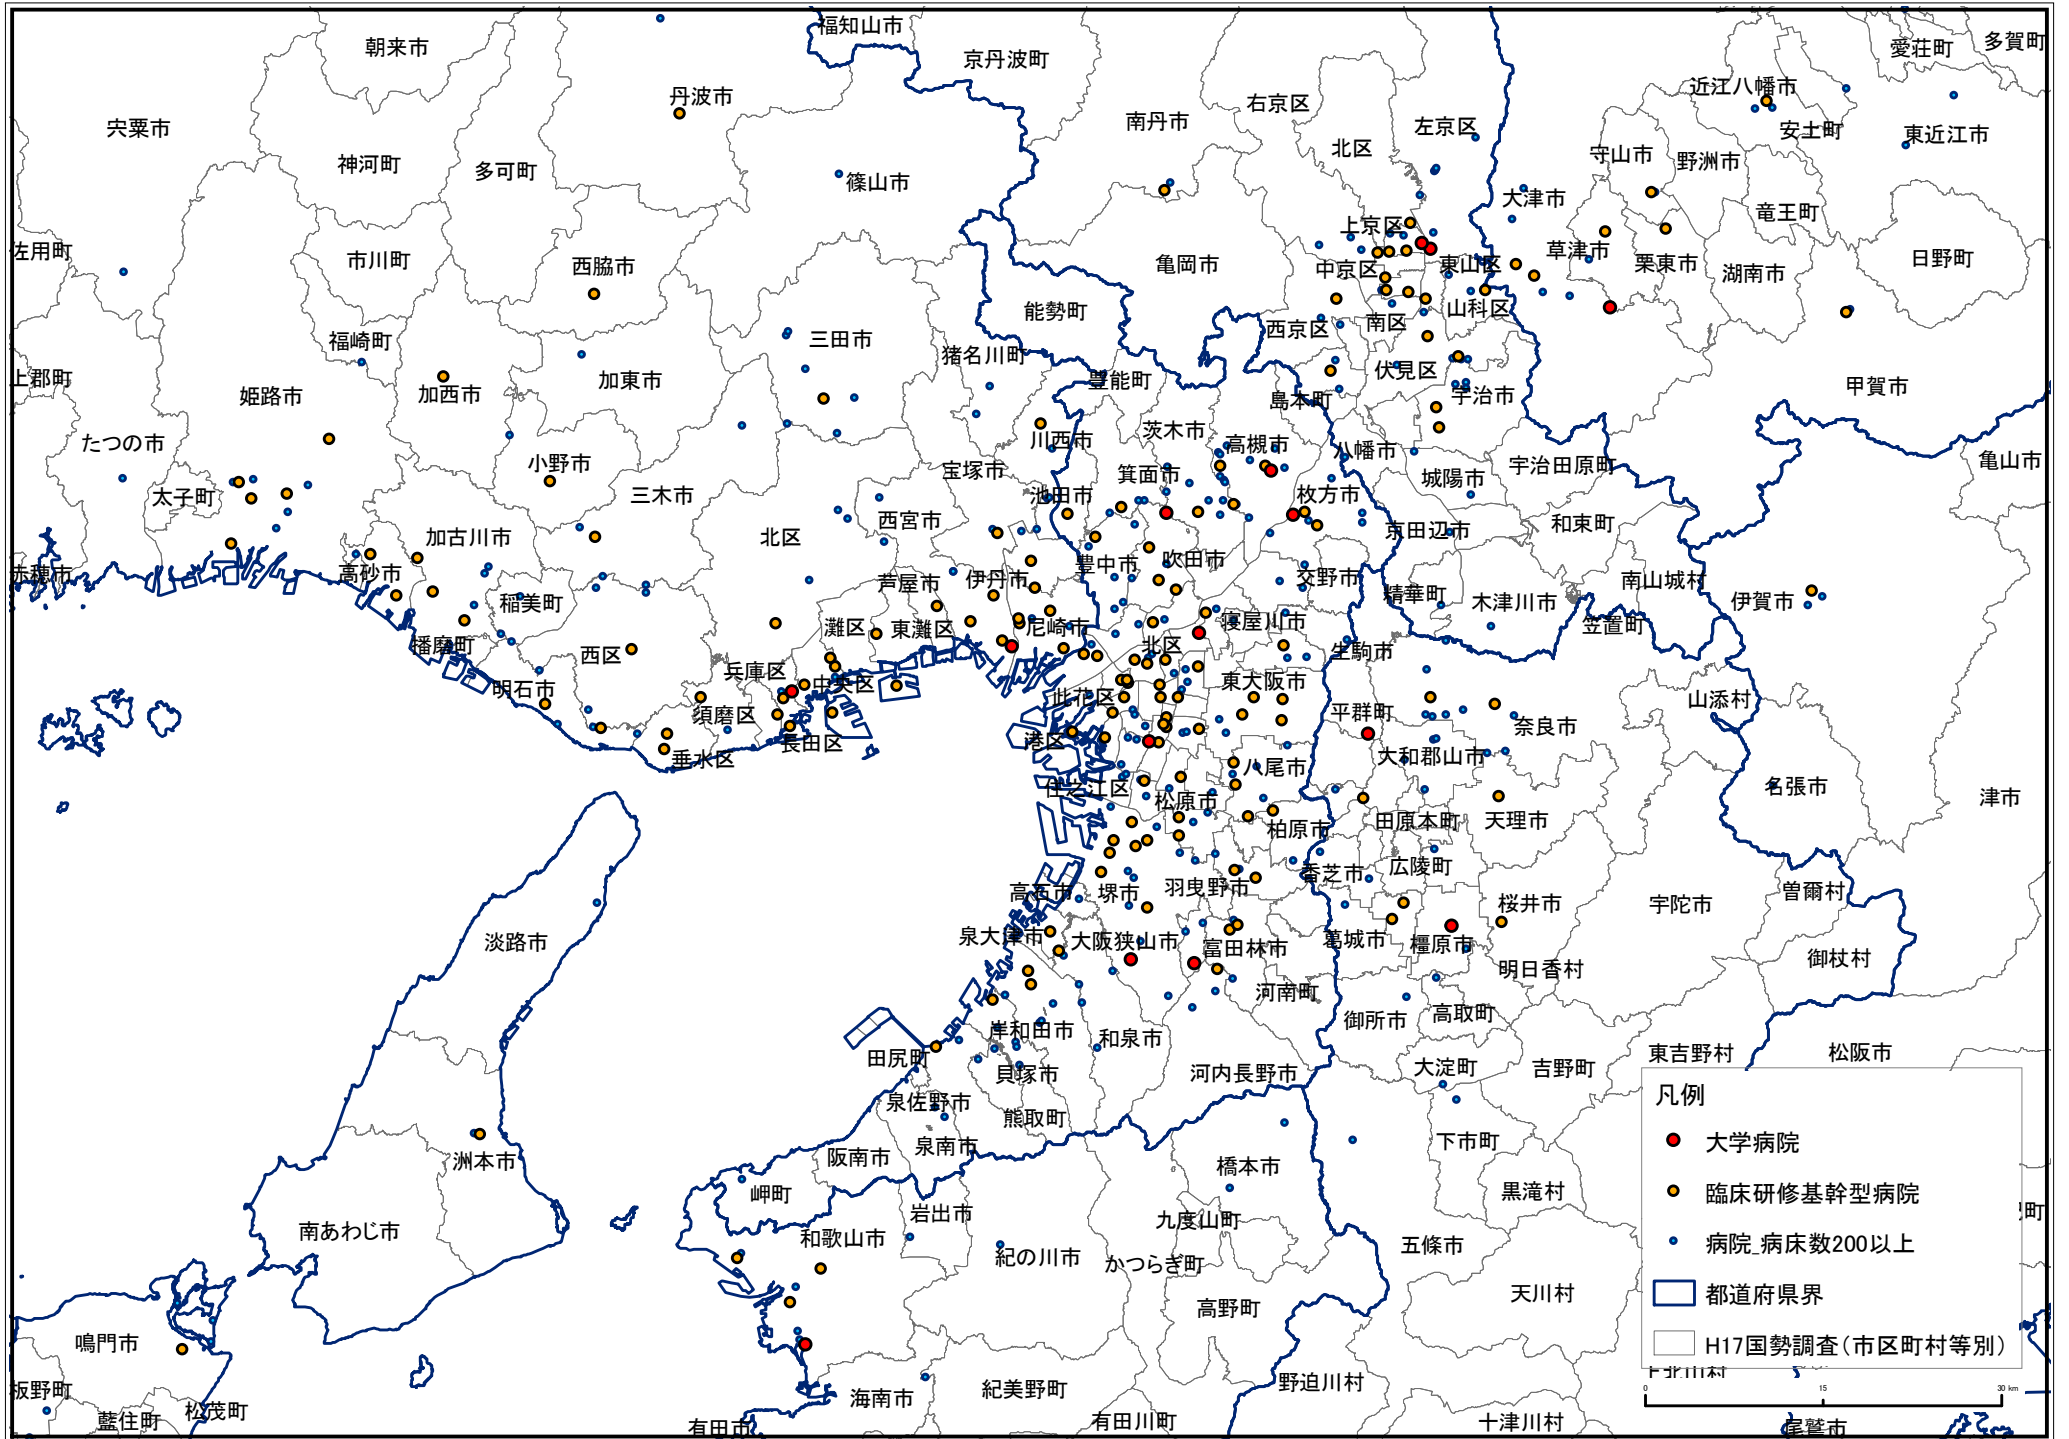 福知山市
朝来市
京丹波町
愛荘町
多賀町
丹波市
右京区
近江八幡市
宍粟市
南丹市
左京区
安土町
東近江市
神河町
多可町
北区
守山市
野洲市
篠山市
大津市
竜王町
上京区
佐用町
市川町
西脇市
亀岡市
中京区
東山区
草津市
栗東市
湖南市
日野町
能勢町
山科区
福崎町
三田市
猪名川町
西京区
南区
上郡町
姫路市
加西市
加東市
豊能町
島本町
伏見区
宇治市
甲賀市
たつの市
川西市
茨木市
高槻市
八幡市
小野市
宝塚市
箕面市
城陽市
宇治田原町
亀山市
太子町
三木市
池田市
枚方市
西宮市
京田辺市
和束町
加古川市
北区
豊中市
吹田市
赤穂市
高砂市
芦屋市
伊丹市
交野市
精華町
木津川市
南山城村
稲美町
伊賀市
播磨町
灘区
東灘区
尼崎市
寝屋川市
笠置町
西区
兵庫区
中央区
北区
生駒市
明石市
須磨区
此花区
東大阪市
山添村
長田区
港区
平群町
奈良市
垂水区
大和郡山市
八尾市
住之江区
松原市
名張市
津市
柏原市
田原本町
天理市
高石市
堺市
羽曳野市
香芝市
広陵町
曽爾村
桜井市
宇陀市
淡路市
泉大津市
大阪狭山市
富田林市
葛城市
橿原市
御杖村
明日香村
河南町
岸和田市
和泉市
御所市
高取町
田尻町
貝塚市
河内長野市
大淀町
吉野町
東吉野村
松阪市
泉佐野市
熊取町
凡例
大学病院
臨床研修基幹型病院
病院_病床数200以上
都道府県界
H17国勢調査（市区町村等別）
洲本市
阪南市
泉南市
下市町
岬町
橋本市
黒滝村
南あわじ市
岩出市
九度山町
和歌山市
紀の川市
かつらぎ町
五條市
高野町
天川村
鳴門市
上北山村
板野町
松茂町
藍住町
海南市
紀美野町
野迫川村
有田市
有田川町
十津川村
尾鷲市
0
15
30 km